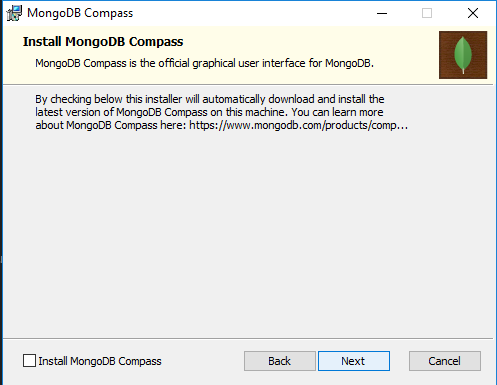 MongoDB Compass
Install MongoDB Compass
MongoDB Compass is the official graphical user interface for MongoDB.
By checking below this installer will automatically download and install the
latest version of MongoDB Compass on this machine. You can learn more
about MongoDB Compass here: https://www.mongodb.com/products/comp...
Install MongoDB Compass
Back
Next
Cancel